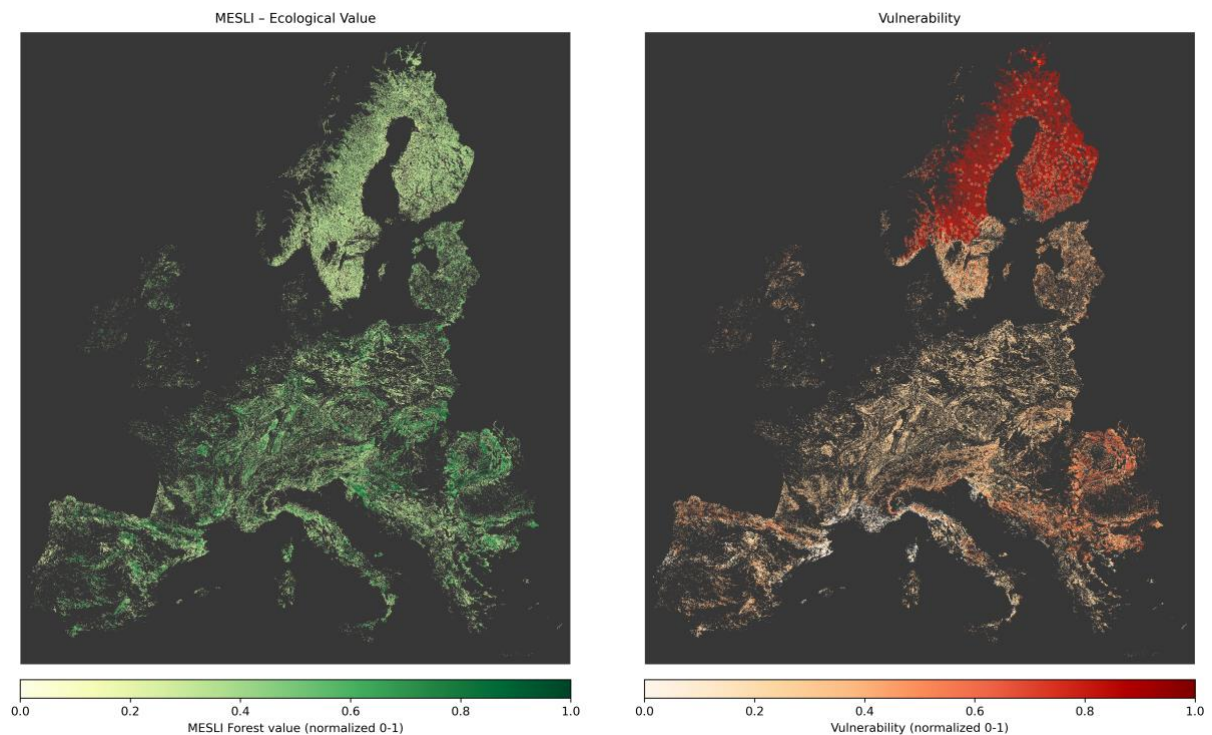 MESLI – Ecological Value
Vulnerability
0.0 0.2 0.4 0.6 0.8 1.0
MESLI Forest value (normalized 0-1)
0.0 0.2 0.4 0.6 0.8 1.0
Vulnerability (normalized 0-1)